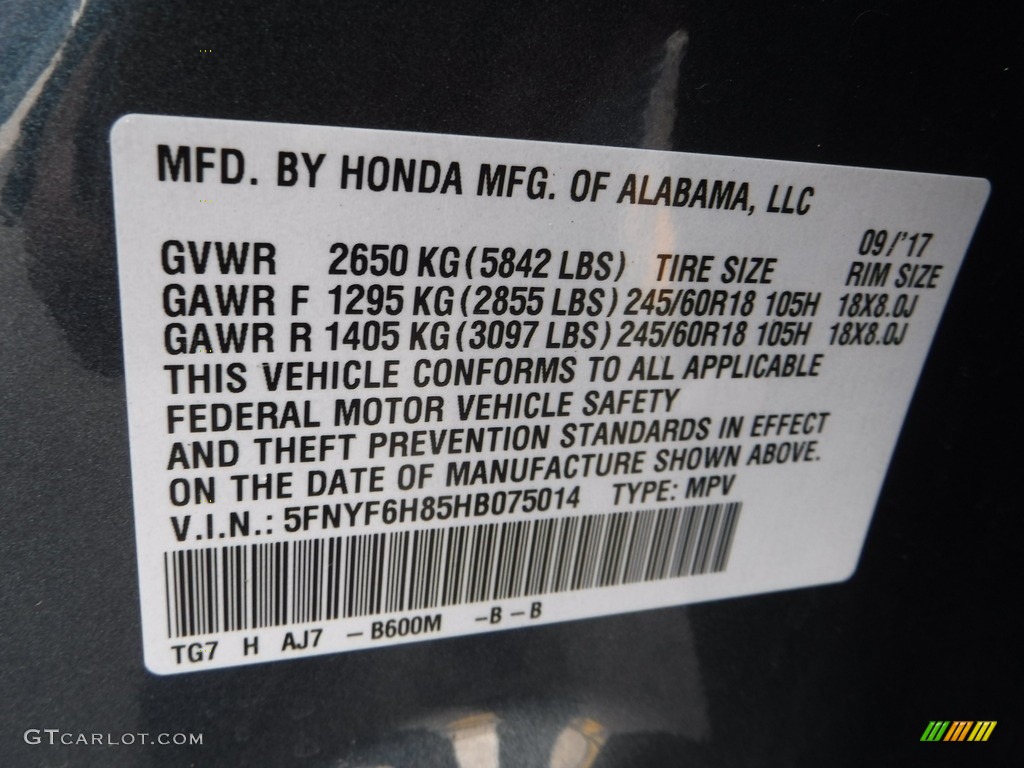 MFD. BY HONDA MFG. OF ALABAMA, LLC
09/'17
GVWR 2650 KG (5842 LBS) TIRE SIZE RIM SIZE
GAWR F 1295 KG (2855 LBS) 245/60R18 105H 18X8.0J
GAWR R 1405 KG (3097 LBS) 245/60R18 105H 18X8.0J
THIS VEHICLE CONFORMS TO ALL APPLICABLE
FEDERAL MOTOR VEHICLE SAFETY
AND THEFT PREVENTION STANDARDS IN EFFECT
ON THE DATE OF MANUFACTURE SHOWN ABOVE.
V.I.N.: 5FNYF6H85HB075014 TYPE: MPV
TG7 H AJ7 – B600M – B – B
GTCARLOT.COM